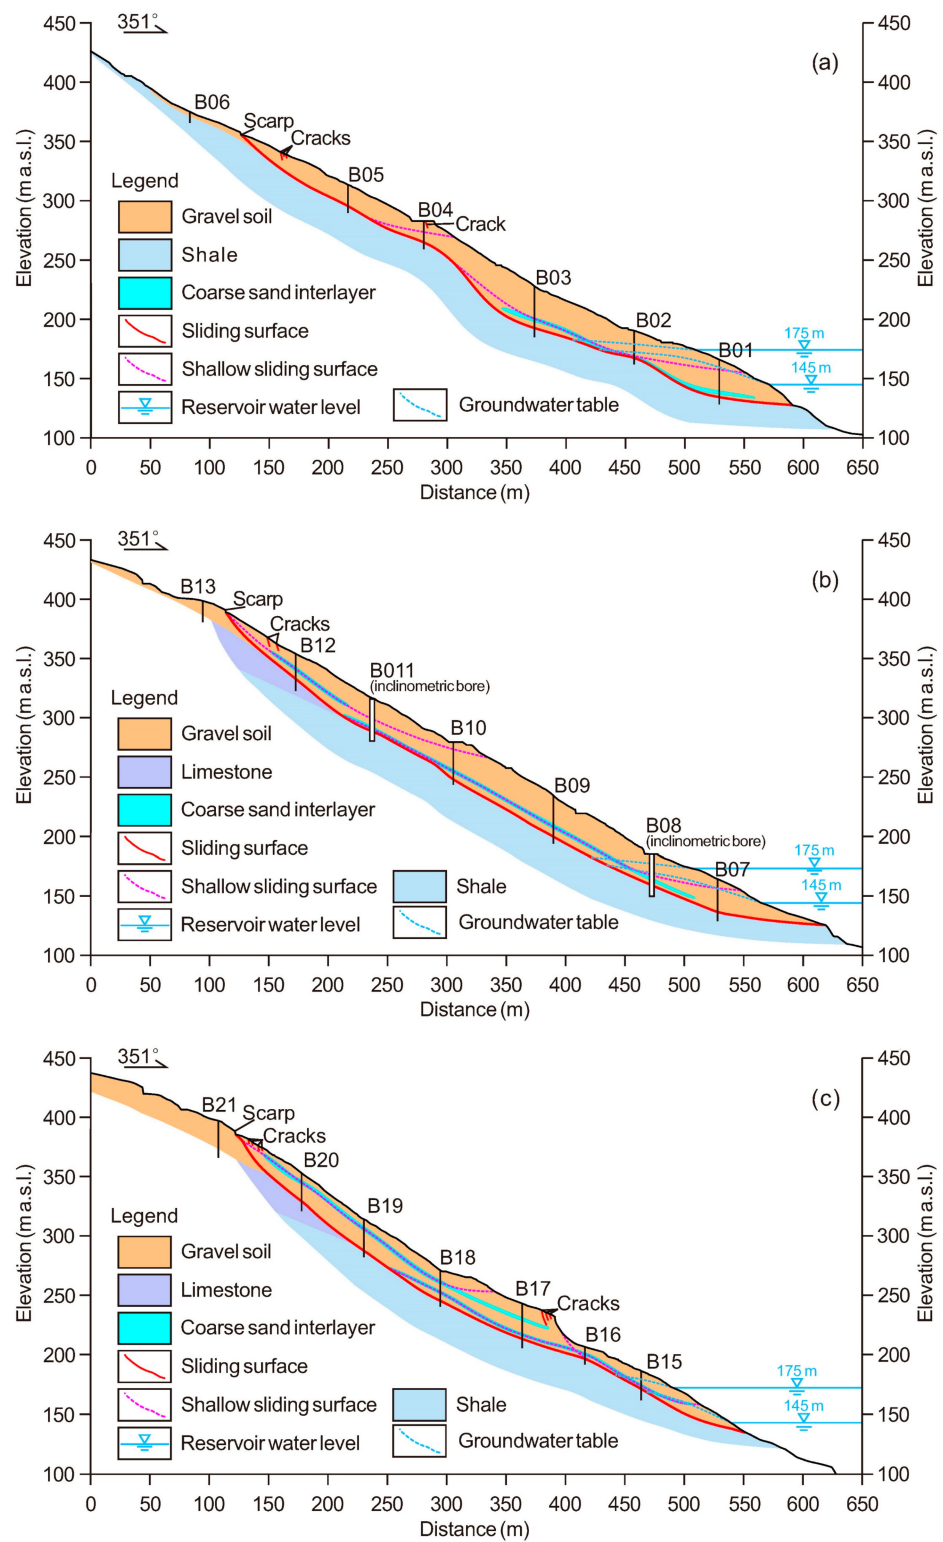 351°
(a)
450
400
350
300
250
200
150
100
Elevation (m a.s.l.)
B06
Scarp
Cracks
B05
B04
Crack
B03
B02
B01
175 m
145 m
Legend
Gravel soil
Shale
Coarse sand interlayer
Sliding surface
Shallow sliding surface
Reservoir water level
Groundwater table
450
400
350
300
250
200
150
100
Elevation (m a.s.l.)
0 50 100 150 200 250 300 350 400 450 500 550 600 650
Distance (m)
351°
(b)
450
400
350
300
250
200
150
100
Elevation (m a.s.l.)
B13
Scarp
Cracks
B12
B011
(inclinometric bore)
B10
B09
B08
(inclinometric bore)
B07
175 m
145 m
Legend
Gravel soil
Limestone
Coarse sand interlayer
Sliding surface
Shallow sliding surface
Reservoir water level
Shale
Groundwater table
450
400
350
300
250
200
150
100
Elevation (m a.s.l.)
0 50 100 150 200 250 300 350 400 450 500 550 600 650
Distance (m)
351°
(c)
450
400
350
300
250
200
150
100
Elevation (m a.s.l.)
B21
Scarp
Cracks
B20
B19
B18
B17
Cracks
B16
B15
175 m
145 m
Legend
Gravel soil
Limestone
Coarse sand interlayer
Sliding surface
Shallow sliding surface
Reservoir water level
Shale
Groundwater table
450
400
350
300
250
200
150
100
Elevation (m a.s.l.)
0 50 100 150 200 250 300 350 400 450 500 550 600 650
Distance (m)